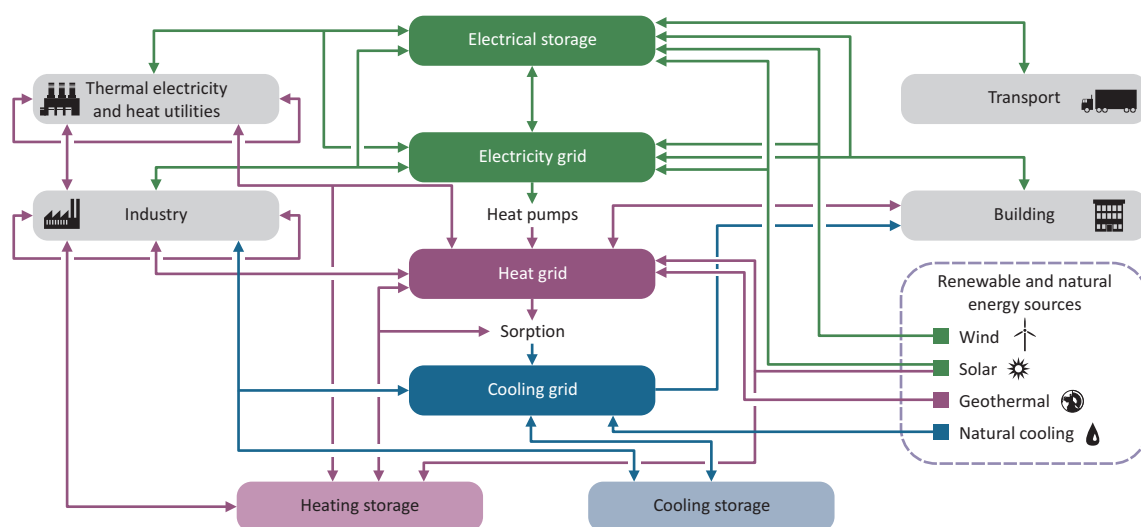 Electrical storage
Thermal electricity
and heat utilities
Transport
Electricity grid
Industry
Heat pumps
Building
Heat grid
Renewable and natural
energy sources
Sorption
Wind
Solar
Cooling grid
Geothermal
Natural cooling
Heating storage
Cooling storage